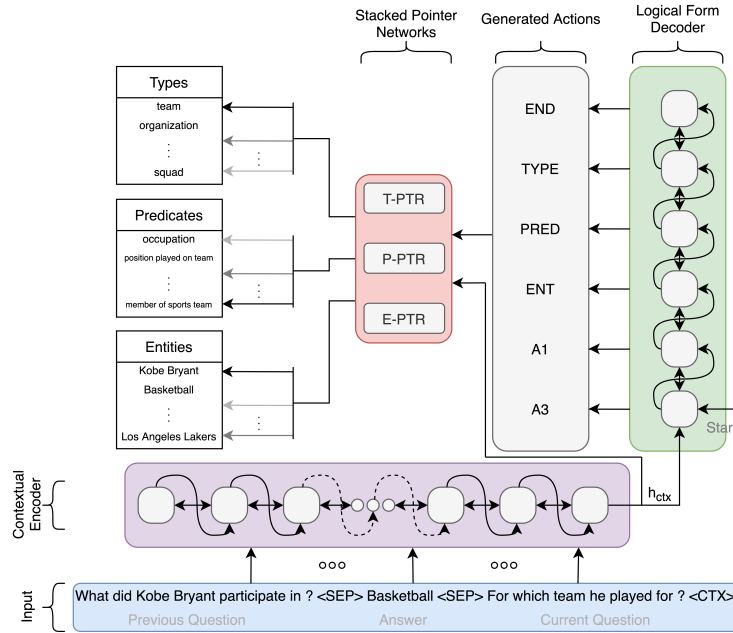 Stacked Pointer
Networks
Generated Actions
Logical Form
Decoder
Types
team
organization
squad
Predicates
occupation
position played on team
member of sports team
Entities
Kobe Bryant
Basketball
Los Angeles Lakers
T-PTR
P-PTR
E-PTR
END
TYPE
PRED
ENT
A1
A3
Contextual
Encoder
hctx
Input
What did Kobe Bryant participate in ? <SEP> Basketball <SEP> For which team he played for ? <CTX>
Previous Question
Answer
Current Question